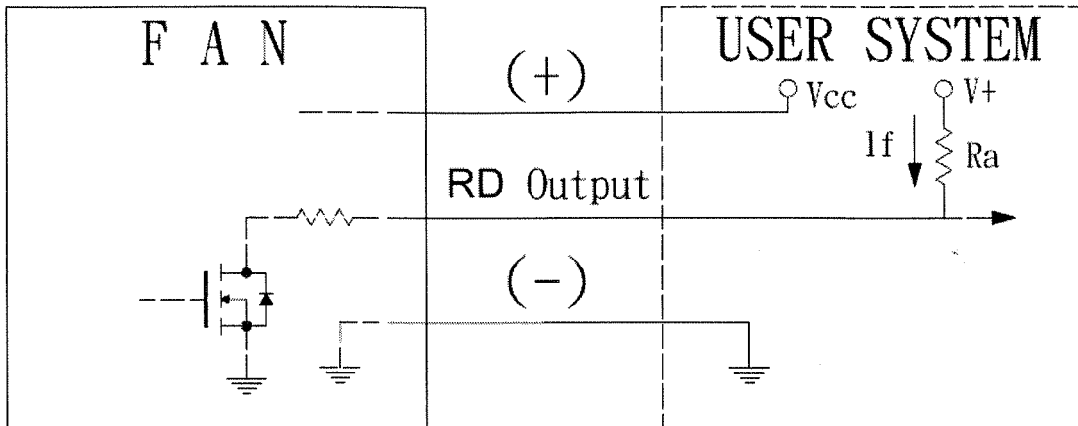 F A N
USER SYSTEM
(+)
Vcc
V+
If
Ra
RD Output
(-)